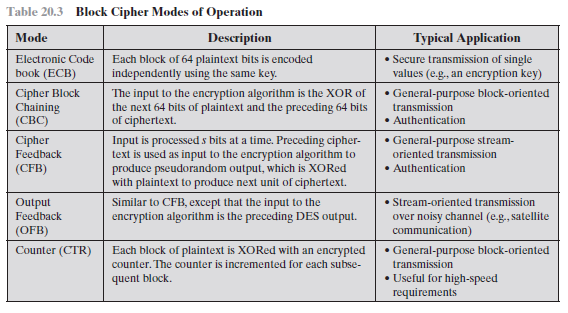 Table 20.3 Block Cipher Modes of Operation
Mode Description Typical Application
Electronic Code Each block of 64 plaintext bits is encoded • Secure transmission of single
book (ECB) independently using the same key. values (e.g., an encryption key)
Cipher Block The input to the encryption algorithm is the XOR of • General-purpose block-oriented
Chaining the next 64 bits of plaintext and the preceding 64 bits transmission
(CBC) of ciphertext. • Authentication
Cipher Input is processed s bits at a time. Preceding cipher- • General-purpose stream-
Feedback text is used as input to the encryption algorithm to oriented transmission
(CFB) produce pseudorandom output, which is XORed • Authentication
with plaintext to produce next unit of ciphertext.
Output Similar to CFB, except that the input to the • Stream-oriented transmission
Feedback encryption algorithm is the preceding DES output. over noisy channel (e.g., satellite
(OFB) communication)
Counter (CTR) Each block of plaintext is XORed with an encrypted • General-purpose block-oriented
counter. The counter is incremented for each subse- transmission
quent block. • Useful for high-speed
requirements